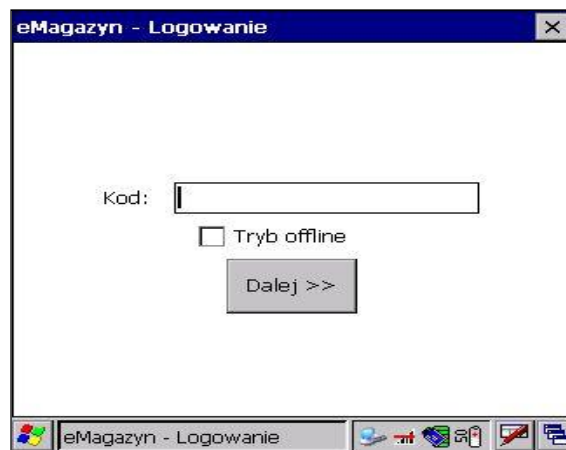 eMagazyn - Logowanie
Kod:
Tryb offline
Dalej >>
eMagazyn - Logowanie